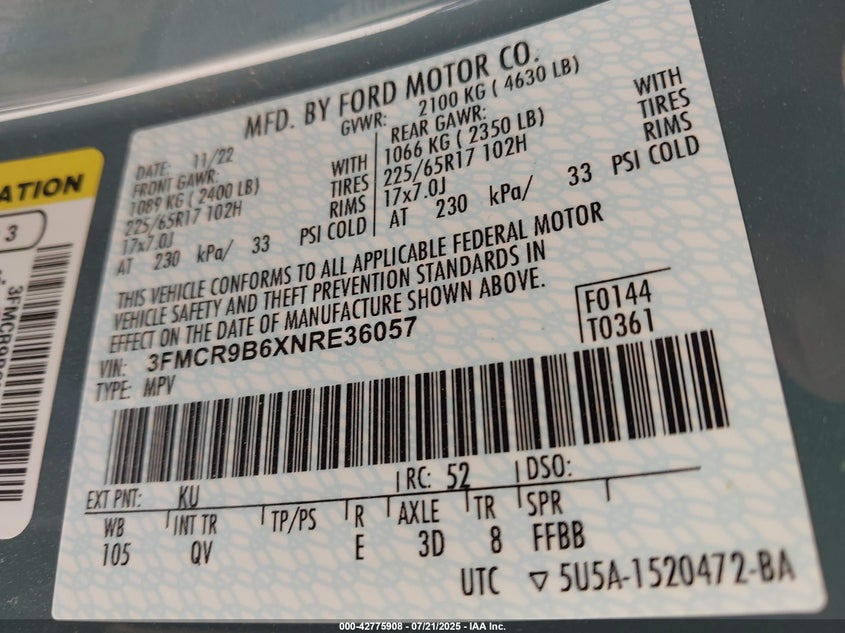 MFD. BY FORD MOTOR CO.
GVWR: 2100 KG ( 4630 LB)
DATE: 11/22
FRONT GAWR: WITH
1089 KG ( 2400 LB) TIRES
225/65R17 102H RIMS
17x7.0J
AT 230 kPa/ 33 PSI COLD
REAR GAWR: WITH
1066 KG ( 2350 LB) TIRES
225/65R17 102H RIMS
17x7.0J
AT 230 kPa/ 33 PSI COLD
THIS VEHICLE CONFORMS TO ALL APPLICABLE FEDERAL MOTOR
VEHICLE SAFETY AND THEFT PREVENTION STANDARDS IN
EFFECT ON THE DATE OF MANUFACTURE SHOWN ABOVE.
F0144
T0361
VIN: 3FMCR9B6XNRE36057
TYPE: MPV
EXT PNT: KU RC: 52 DSO:
WB INT TR TP/PS R AXLE TR SPR
105 QV E 3D 8 FFBB
UTC ▽ 5U5A-1520472-BA
ATION
3
3FMCR9B
000-42775908 / 07/21/2025 / IAA Inc.